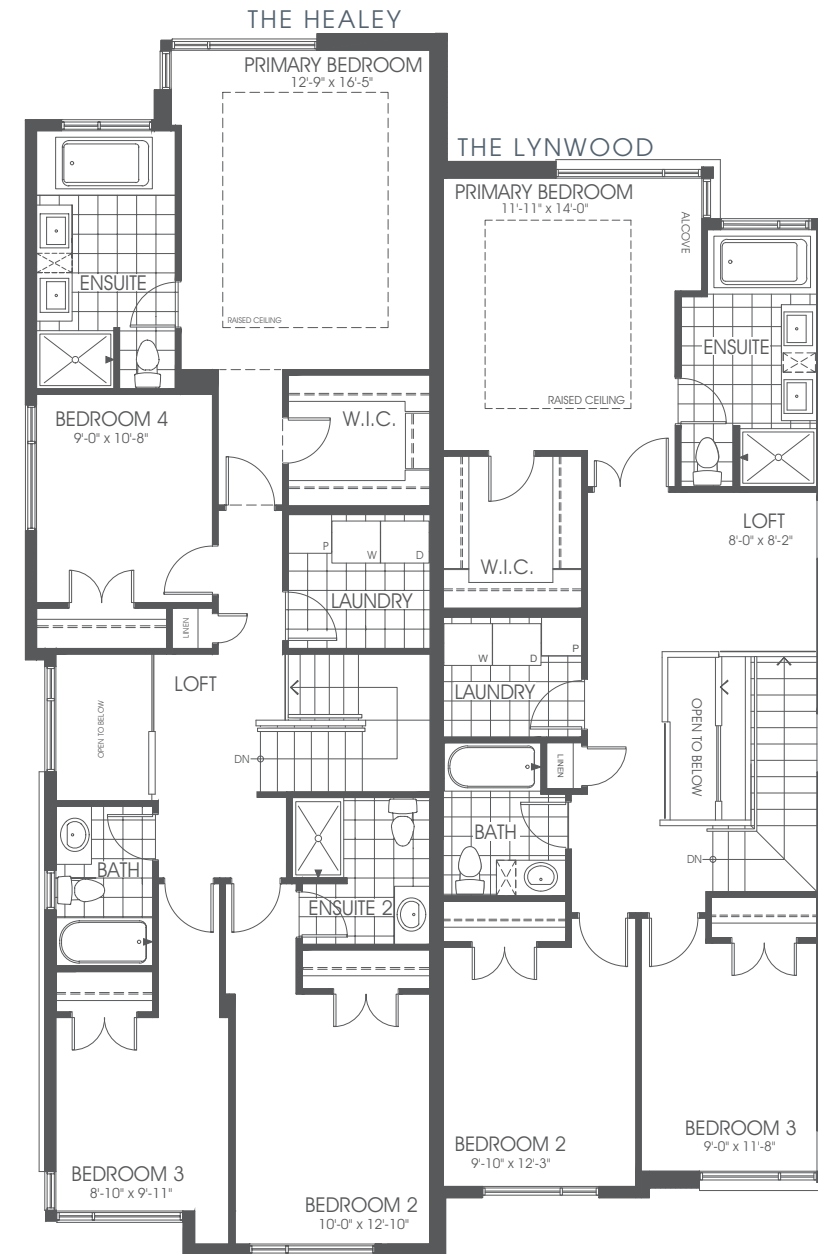 THE HEALEY
PRIMARY BEDROOM
12'-9" x 16'-5"
RAISED CEILING
ENSUITE
BEDROOM 4
9'-0" x 10'-8"
W.I.C.
P
W
D
LAUNDRY
LINEN
LOFT
OPEN TO BELOW
DN
BATH
ENSUITE 2
BEDROOM 3
8'-10" x 9'-11"
BEDROOM 2
10'-0" x 12'-10"
THE LYNWOOD
PRIMARY BEDROOM
11'-11" x 14'-0"
ALCOVE
RAISED CEILING
ENSUITE
LOFT
8'-0" x 8'-2"
W.I.C.
W
D
P
LAUNDRY
LINEN
OPEN TO BELOW
BATH
DN
BEDROOM 2
9'-10" x 12'-3"
BEDROOM 3
9'-0" x 11'-8"